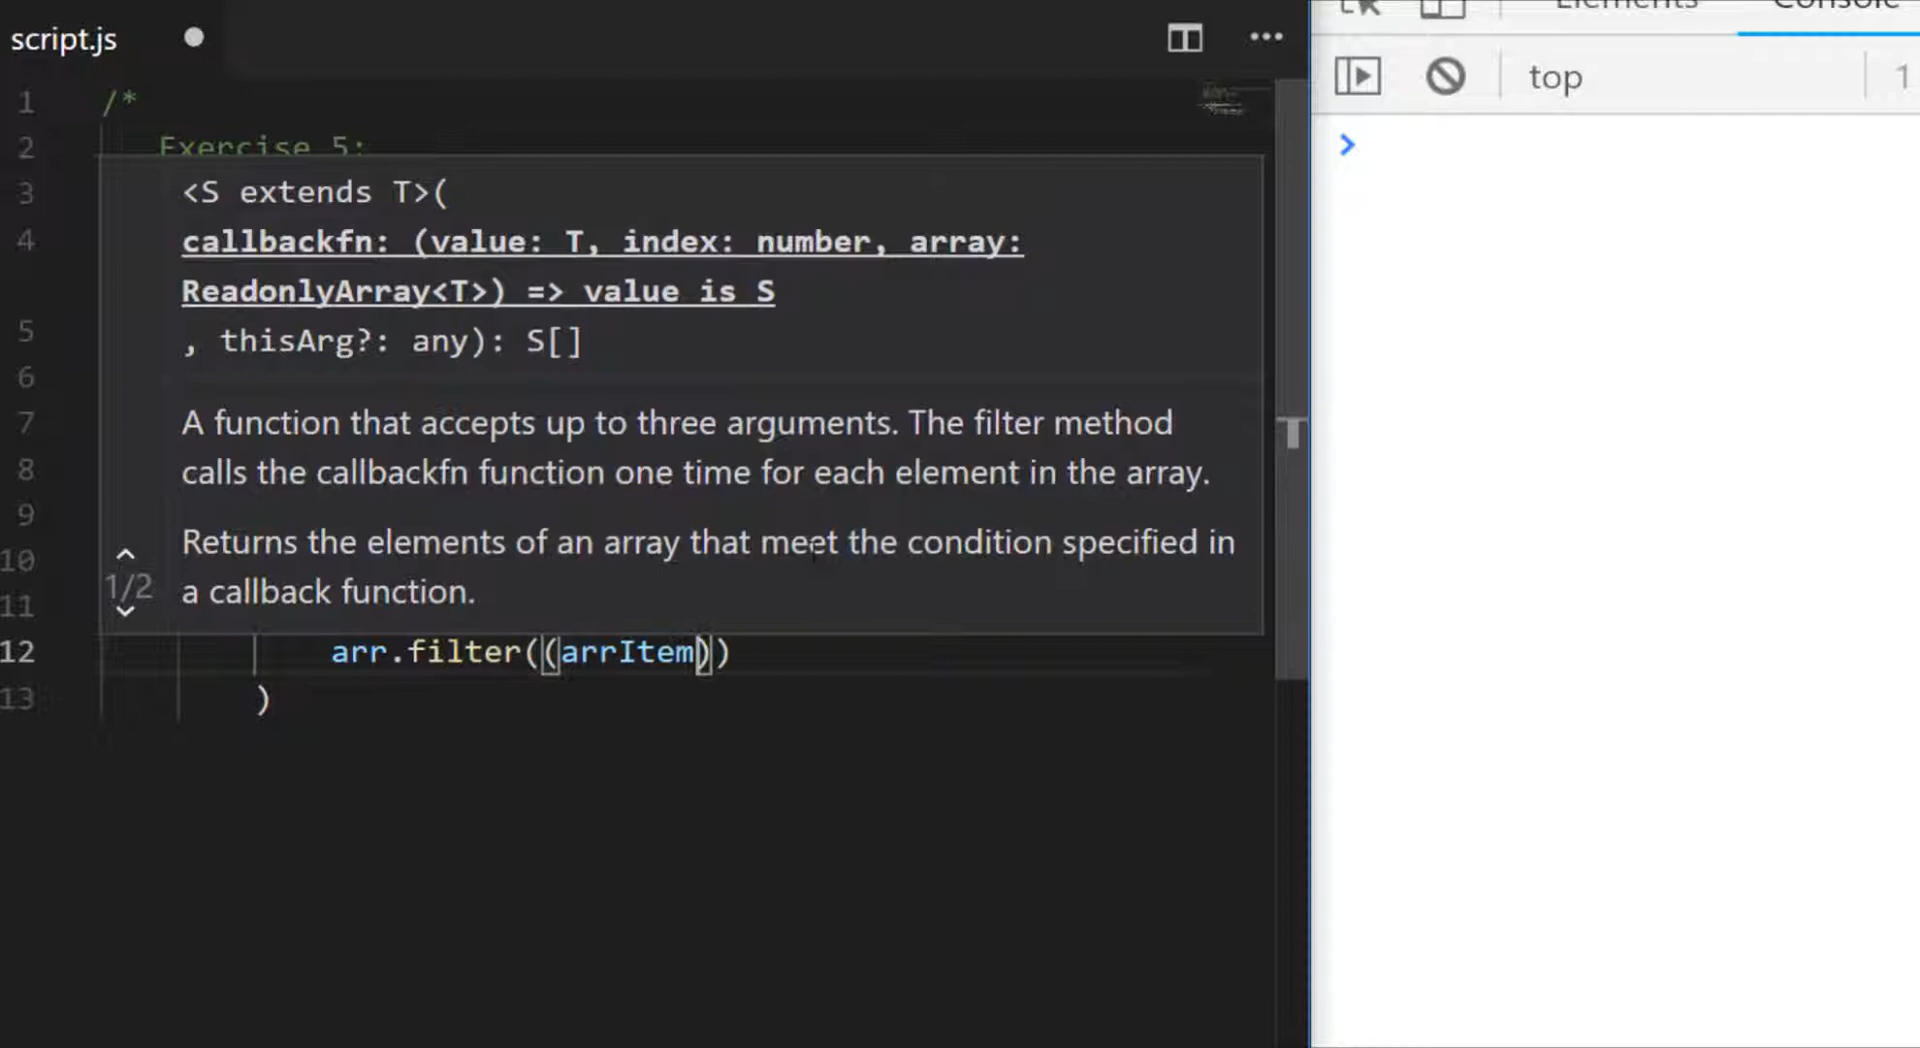 Elements Console
script.js
top 1
1 /*
2 Exercise 5:
3 <S extends T>(
4 callbackfn: (value: T, index: number, array:
ReadonlyArray<T>) => value is S
5 , thisArg?: any): S[]
6
7 A function that accepts up to three arguments. The filter method
8 calls the callbackfn function one time for each element in the array.
9
10 Returns the elements of an array that meet the condition specified in
1/2
11 a callback function.
12 arr.filter((arrItem))
13 )